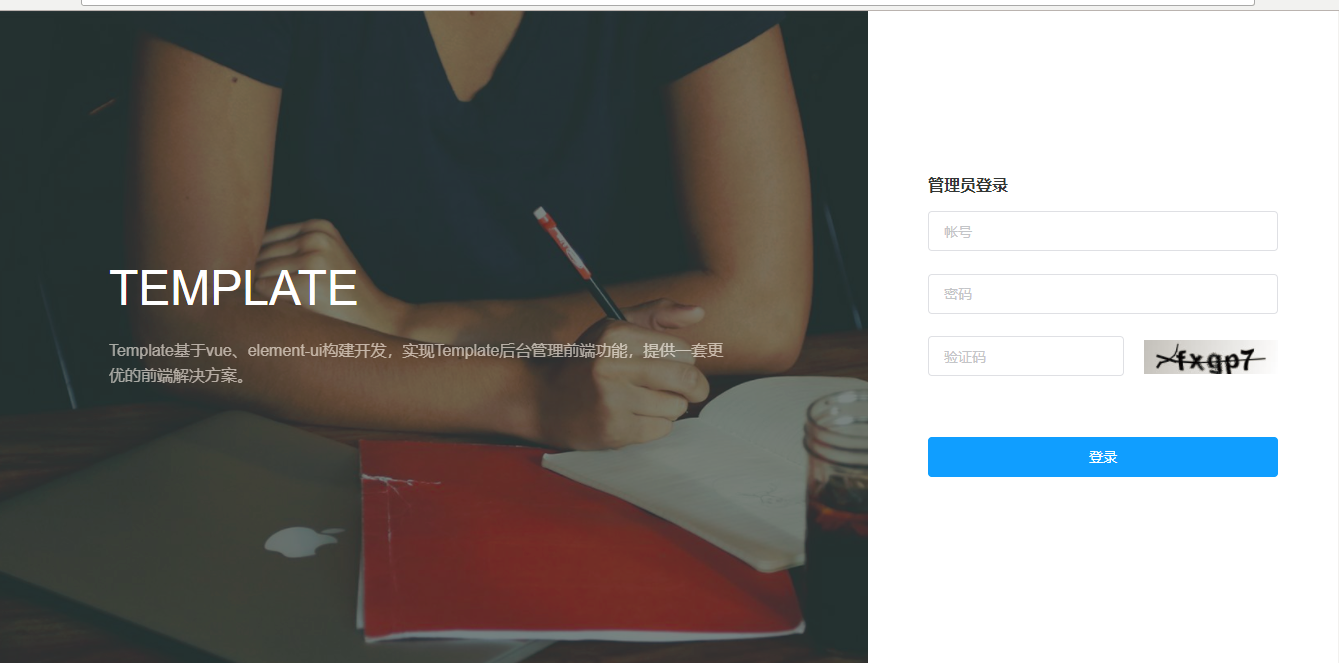 TEMPLATE
Template基于vue、element-ui构建开发，实现Template后台管理前端功能，提供一套更
优的前端解决方案。
管理员登录
帐号
密码
验证码
登录